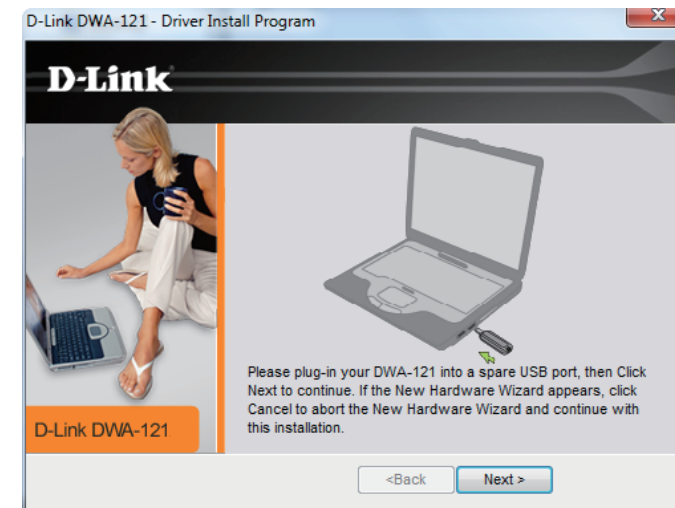 D-Link DWA-121 - Driver Install Program
D-Link
Please plug-in your DWA-121 into a spare USB port, then Click
Next to continue. If the New Hardware Wizard appears, click
Cancel to abort the New Hardware Wizard and continue with
this installation.
D-Link DWA-121
<Back
Next >